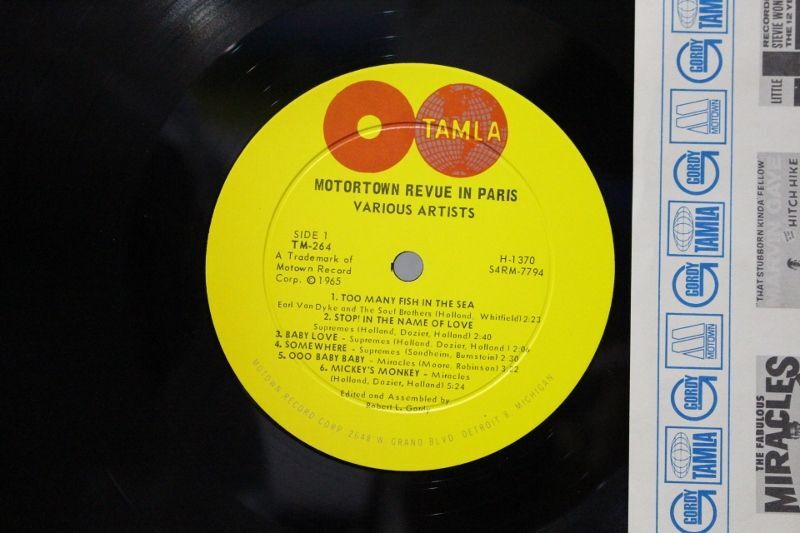 TAMLA
MOTORTOWN REVUE IN PARIS
VARIOUS ARTISTS
SIDE 1
TM-264
A Trademark of
Motown Record
Corp. © 1965
H-1370
S4RM-7794
1. TOO MANY FISH IN THE SEA
Earl Van Dyke and The Soul Brothers (Holland, Whitfield) 2:23
2. STOP! IN THE NAME OF LOVE
Supremes (Holland, Dozier, Holland) 2:40
3. BABY LOVE - Supremes (Holland, Dozier, Holland) 2:06
4. SOMEWHERE - Supremes (Sondheim, Bernstein) 2:30
5. OOO BABY BABY - Miracles (Moore, Robinson) 3:02
6. MICKEY'S MONKEY - Miracles
(Holland, Dozier, Holland) 5:24
Edited and Assembled by
Robert L. Gordy
MOTOWN RECORD CORP. 2648 W. GRAND BLVD. DETROIT 8, MICHIGAN
TAMLA
GORDY
MOTOWN
GORDY
TAMLA
GORDY
MOTOWN
GORDY
TAMLA
GORDY
LITTLE STEVIE WON
THE 12 YE
THAT STUBBORN KINDA' FELLOW
HITCH HIKE
THE FABULOUS
MIRACLES